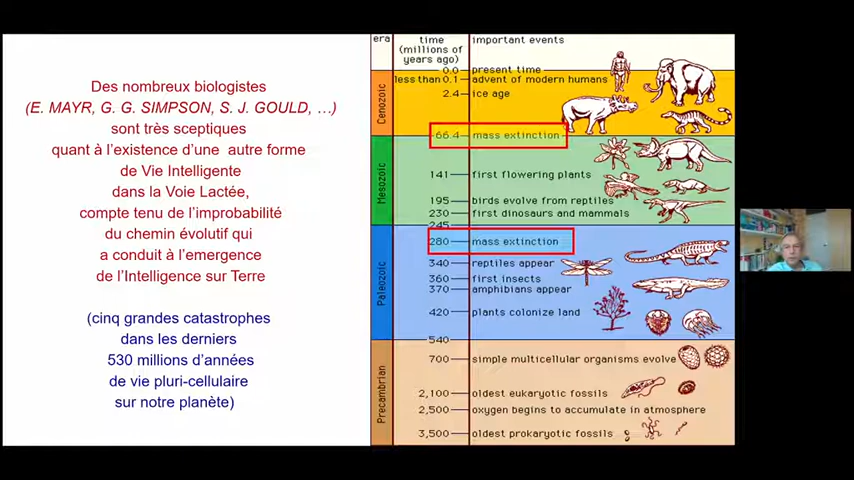 Des nombreux biologistes
(E. MAYR, G. G. SIMPSON, S. J. GOULD, …)
sont très sceptiques
quant à l'existence d'une autre forme
de Vie Intelligente
dans la Voie Lactée,
compte tenu de l'improbabilité
du chemin évolutif qui
a conduit à l'emergence
de l'Intelligence sur Terre
(cinq grandes catastrophes
dans les derniers
530 millions d'années
de vie pluri-cellulaire
sur notre planète)
era
time
(millions of
years ago)
important events
0.0 present time
less than 0.1 advent of modern humans
2.4 ice age
Cenozoic
66.4 mass extinction
141 first flowering plants
Mesozoic
195 birds evolve from reptiles
230 first dinosaurs and mammals
245
280 mass extinction
340 reptiles appear
360 first insects
370 amphibians appear
Paleozoic
420 plants colonize land
540
700 simple multicellular organisms evolve
Precambrian
2,100 oldest eukaryotic fossils
2,500 oxygen begins to accumulate in atmosphere
3,500 oldest prokaryotic fossils